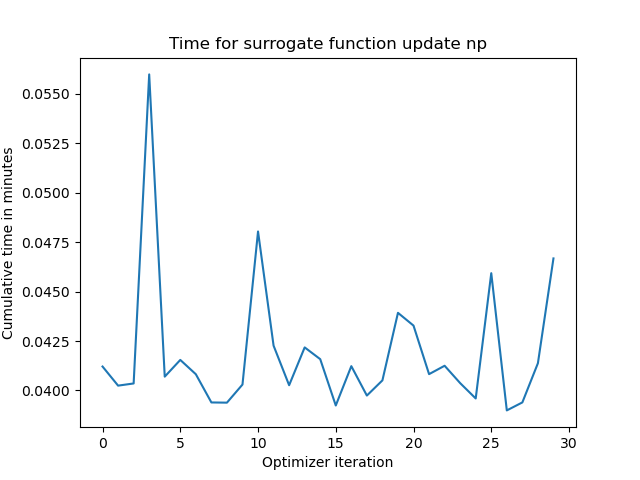 Time for surrogate function update np
Cumulative time in minutes
0.0550
0.0525
0.0500
0.0475
0.0450
0.0425
0.0400
0 5 10 15 20 25 30
Optimizer iteration